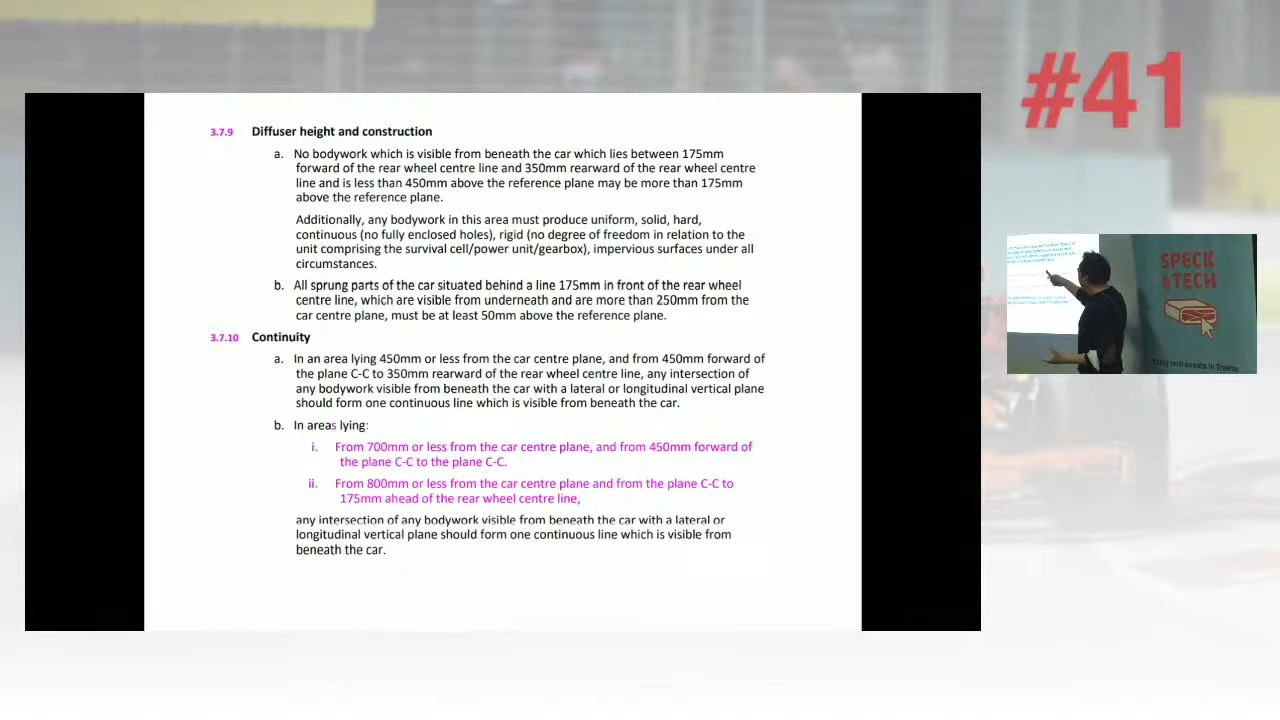 #41
3.7.9 Diffuser height and construction
a. No bodywork which is visible from beneath the car which lies between 175mm
forward of the rear wheel centre line and 350mm rearward of the rear wheel centre
line and is less than 450mm above the reference plane may be more than 175mm
above the reference plane.
Additionally, any bodywork in this area must produce uniform, solid, hard,
continuous (no fully enclosed holes), rigid (no degree of freedom in relation to the
unit comprising the survival cell/power unit/gearbox), impervious surfaces under all
circumstances.
b. All sprung parts of the car situated behind a line 175mm in front of the rear wheel
centre line, which are visible from underneath and are more than 250mm from the
car centre plane, must be at least 50mm above the reference plane.
3.7.10 Continuity
a. In an area lying 450mm or less from the car centre plane, and from 450mm forward of
the plane C-C to 350mm rearward of the rear wheel centre line, any intersection of
any bodywork visible from beneath the car with a lateral or longitudinal vertical plane
should form one continuous line which is visible from beneath the car.
b. In areas lying:
i. From 700mm or less from the car centre plane, and from 450mm forward of
the plane C-C to the plane C-C.
ii. From 800mm or less from the car centre plane and from the plane C-C to
175mm ahead of the rear wheel centre line,
any intersection of any bodywork visible from beneath the car with a lateral or
longitudinal vertical plane should form one continuous line which is visible from
beneath the car.
SPECK
&TECH
tech events in Trento